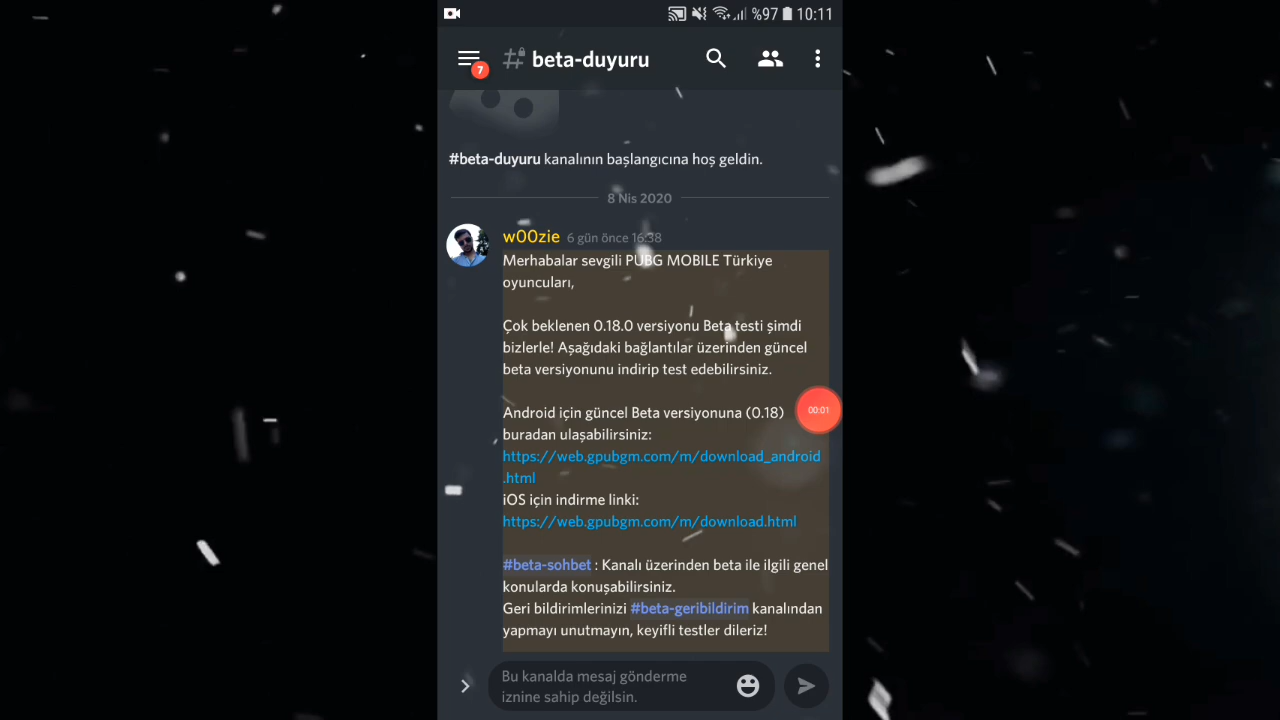 %97 10:11
7
beta-duyuru
#beta-duyuru kanalının başlangıcına hoş geldin.
8 Nis 2020
w00zie 6 gün önce 16:38
Merhabalar sevgili PUBG MOBILE Türkiye
oyuncuları,
Çok beklenen 0.18.0 versiyonu Beta testi şimdi
bizlerle! Aşağıdaki bağlantılar üzerinden güncel
beta versiyonunu indirip test edebilirsiniz.
Android için güncel Beta versiyonuna (0.18)
00:01
buradan ulaşabilirsiniz:
https://web.gpubgm.com/m/download_android
.html
iOS için indirme linki:
https://web.gpubgm.com/m/download.html
#beta-sohbet : Kanalı üzerinden beta ile ilgili genel
konularda konuşabilirsiniz.
Geri bildirimlerinizi #beta-geribildirim kanalından
yapmayı unutmayın, keyifli testler dileriz!
Bu kanalda mesaj gönderme
iznine sahip değilsin.